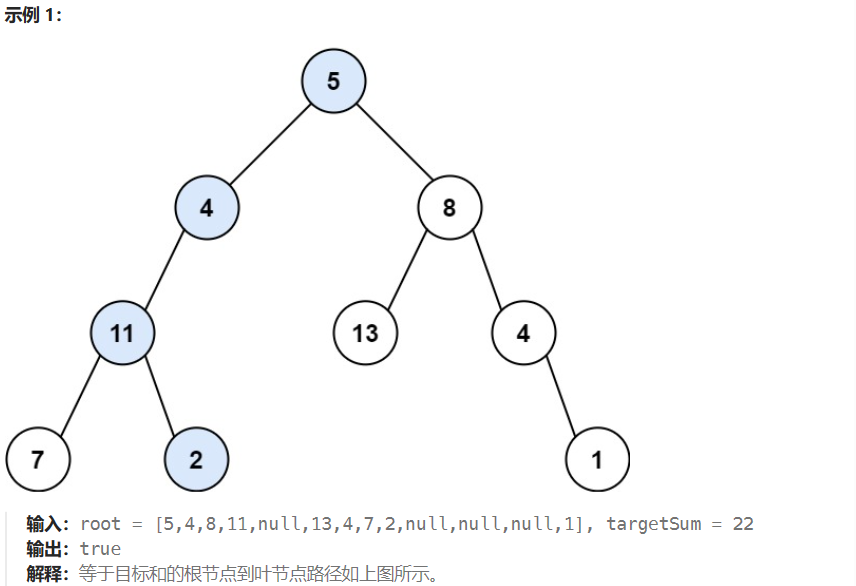 示例 1：
5
4
8
11
13
4
7
2
1
输入：root = [5,4,8,11,null,13,4,7,2,null,null,null,1], targetSum = 22
输出：true
解释：等于目标和的根节点到叶节点路径如上图所示。